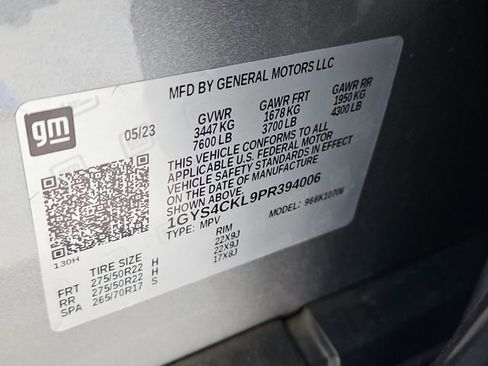 MFD BY GENERAL MOTORS LLC
gm
05/23
GVWR GAWR FRT GAWR RR
3447 KG 1678 KG 1950 KG
7600 LB 3700 LB 4300 LB
THIS VEHICLE CONFORMS TO ALL
APPLICABLE U.S. FEDERAL MOTOR
VEHICLE SAFETY STANDARDS IN EFFECT
ON THE DATE OF MANUFACTURE
SHOWN ABOVE.
1GYS4CKL9PR394006
TYPE: MPV MODEL: 966K10706
130H
TIRE SIZE RIM
FRT 275/50R22 H 22X9J
RR 275/50R22 H 22X9J
SPA 265/70R17 S 17X8J